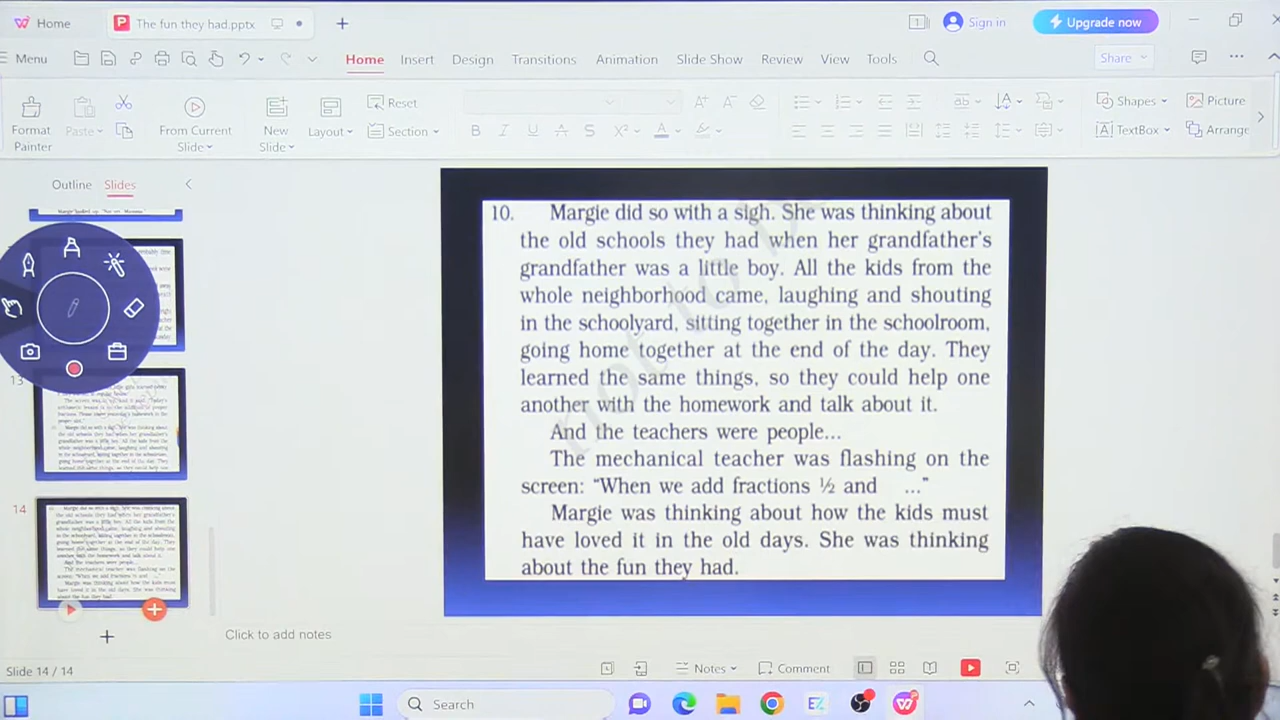 Home
The fun they had.pptx
Sign in
Upgrade now
Menu
Home
ert
Design
Transitions
Animation
Slide Show
Review
View
Tools
Share
Format Painter
Paste
From Current Slide
New Slide
Layout
Reset
Section
B I U A S X² A
Shapes
Picture
TextBox
Arrange
Outline
Slides
10. Margie did so with a sigh. She was thinking about
the old schools they had when her grandfather's
grandfather was a little boy. All the kids from the
whole neighborhood came, laughing and shouting
in the schoolyard, sitting together in the schoolroom,
going home together at the end of the day. They
learned the same things, so they could help one
another with the homework and talk about it.
And the teachers were people...
The mechanical teacher was flashing on the
screen: “When we add fractions ½ and ...”
Margie was thinking about how the kids must
have loved it in the old days. She was thinking
about the fun they had.
13
14
Click to add notes
Slide 14 / 14
Notes
Comment
Search